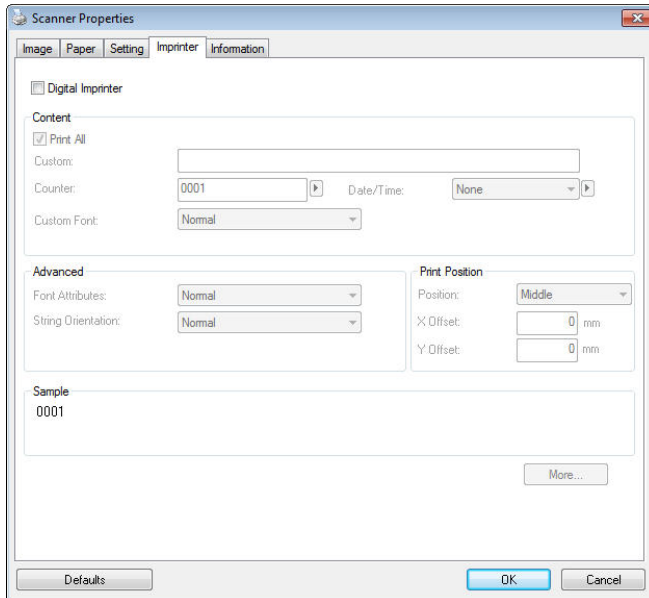 Scanner Properties
Image Paper Setting Imprinter Information
Digital Imprinter
Content
Print All
Custom:
Counter: 0001 Date/Time: None
Custom Font: Normal
Advanced
Font Attributes: Normal
String Orientation: Normal
Print Position
Position: Middle
X Offset: 0 mm
Y Offset: 0 mm
Sample
0001
More...
Defaults OK Cancel